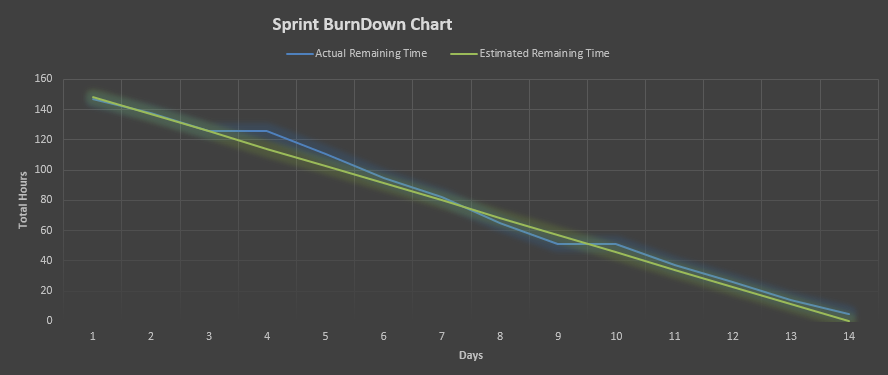 Sprint BurnDown Chart
Actual Remaining Time Estimated Remaining Time
160
140
120
100
80
60
40
20
0
Total Hours
1 2 3 4 5 6 7 8 9 10 11 12 13 14
Days